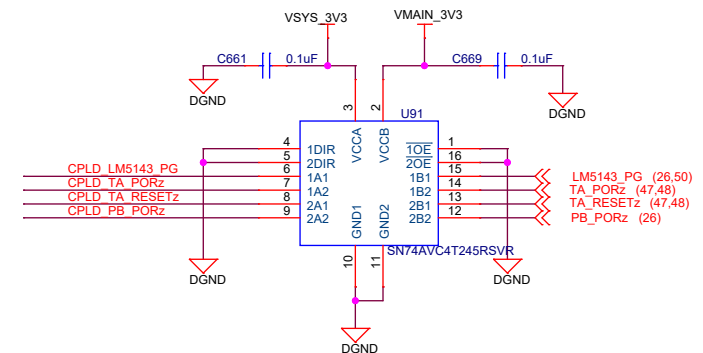 VSYS_3V3 VMAIN_3V3
C661 0.1uF C669 0.1uF
DGND DGND
3 2 U91
4 1DIR VCCA VCCB 1OE 1
5 2DIR 2OE 16
CPLD_LM5143_PG 6 1A1 1B1 15 LM5143_PG (26,50)
CPLD_TA_PORz 7 1A2 1B2 14 TA_PORz (47,48)
CPLD_TA_RESETz 8 2A1 2B1 13 TA_RESETz (47,48)
CPLD_PB_PORz 9 2A2 2B2 12 PB_PORz (26)
GND1 GND2
SN74AVC4T245RSVR
10 11
DGND DGND
DGND